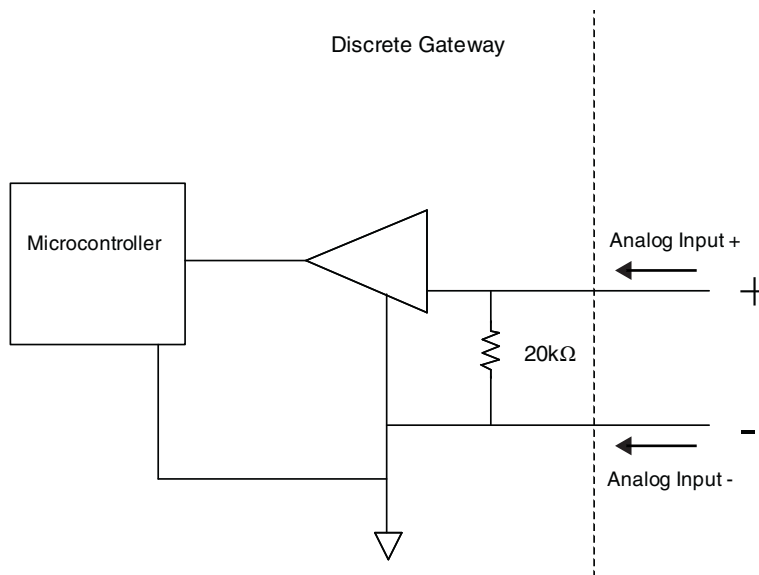 Discrete Gateway
Microcontroller
Analog Input +
+
20kΩ
-
Analog Input -